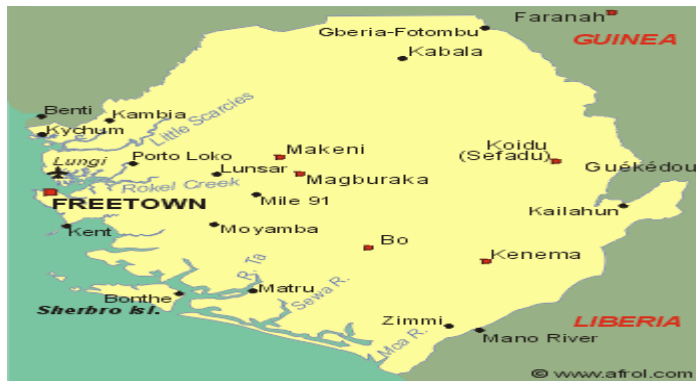 Faranah
Gberia-Fotombu
GUINEA
Kabala
Benti
Kambia
Kychum
Little Scarcies
Lungi
Porto Loko
Makeni
Koidu
(Sefadu)
Lunsar
Magburaka
Guékédou
Rokel Creek
FREETOWN
Mile 91
Kailahun
Kent
Moyamba
Bo
Kenema
R. Ta
Bonthe
Matru
Sewa R.
Sherbro Isl.
Zimmi
LIBERIA
Mano River
Mca R.
© www.afrol.com